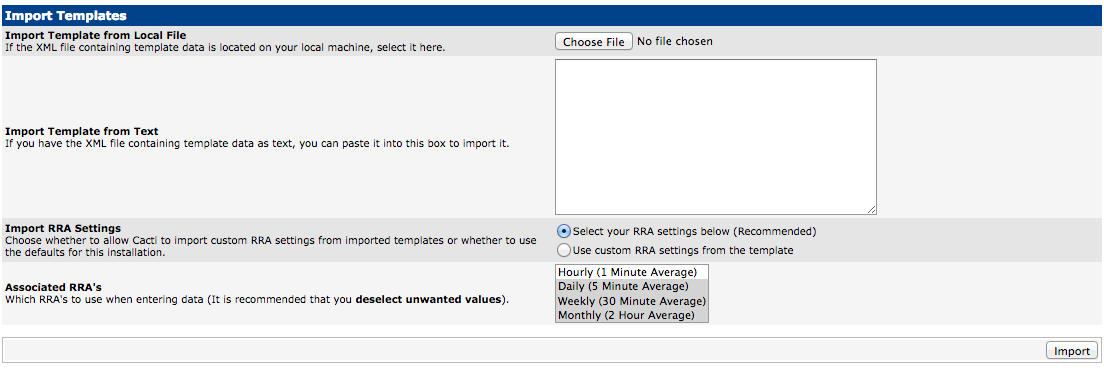 Import Templates
Import Template from Local File
If the XML file containing template data is located on your local machine, select it here.
Choose File No file chosen
Import Template from Text
If you have the XML file containing template data as text, you can paste it into this box to import it.
Import RRA Settings
Choose whether to allow Cacti to import custom RRA settings from imported templates or whether to use
the defaults for this installation.
Select your RRA settings below (Recommended)
Use custom RRA settings from the template
Associated RRA's
Which RRA's to use when entering data (It is recommended that you deselect unwanted values).
Hourly (1 Minute Average)
Daily (5 Minute Average)
Weekly (30 Minute Average)
Monthly (2 Hour Average)
Import